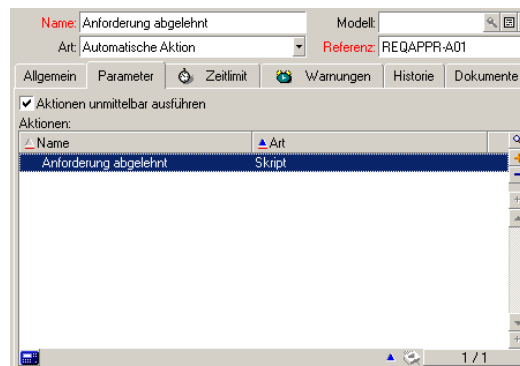 Name: Anforderung abgelehnt Modell:
Art: Automatische Aktion Referenz: REQAPPR-A01
Allgemein Parameter Zeitlimit Warnungen Historie Dokumente
Aktionen unmittelbar ausführen
Aktionen:
Name Art
Anforderung abgelehnt Skript
1 / 1